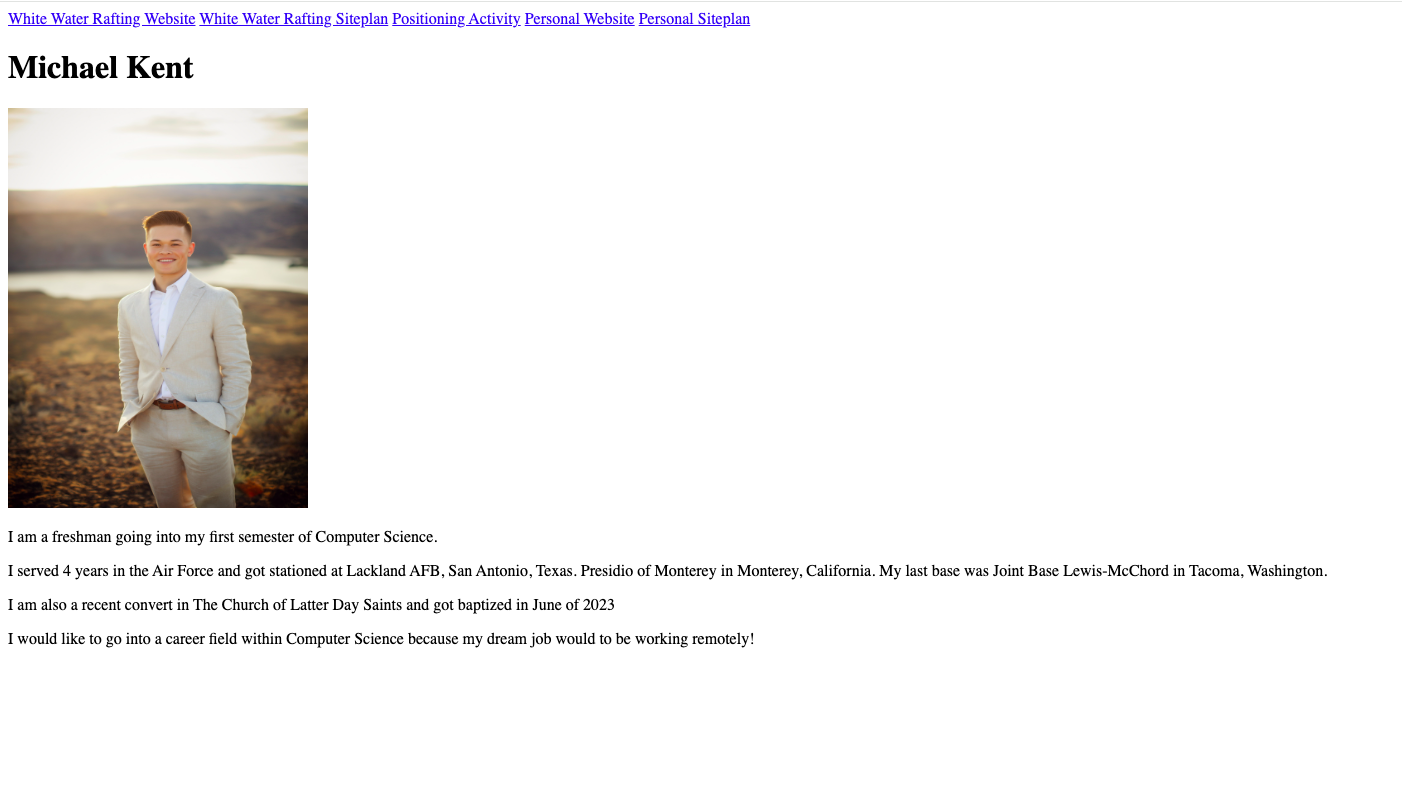 White Water Rafting Website White Water Rafting Siteplan Positioning Activity Personal Website Personal Siteplan
Michael Kent
I am a freshman going into my first semester of Computer Science.
I served 4 years in the Air Force and got stationed at Lackland AFB, San Antonio, Texas. Presidio of Monterey in Monterey, California. My last base was Joint Base Lewis-McChord in Tacoma, Washington.
I am also a recent convert in The Church of Latter Day Saints and got baptized in June of 2023
I would like to go into a career field within Computer Science because my dream job would to be working remotely!